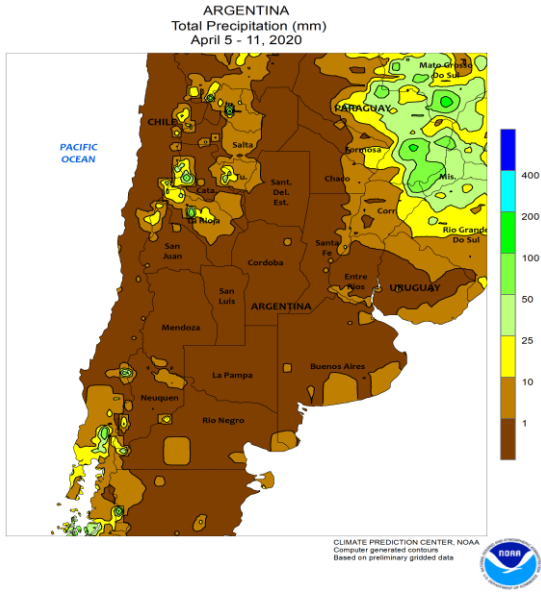 ARGENTINA
Total Precipitation (mm)
April 5 - 11, 2020
Mato Grosso
Do Sul
PARAGUAY
CHILE
PACIFIC
OCEAN
Salta
Formosa
Tu.
Chaco
Mis.
Cata.
Sant.
Del.
Est.
Corr.
La Rioja
Rio Grande
Do Sul
San
Juan
Santa
Fe
Cordoba
Entre
Rios
URUGUAY
San
Luis
ARGENTINA
Mendoza
La Pampa
Buenos Aires
Neuquen
Rio Negro
400
200
100
50
25
10
1
CLIMATE PREDICTION CENTER, NOAA
Computer generated contours
Based on preliminary gridded data
NOAA